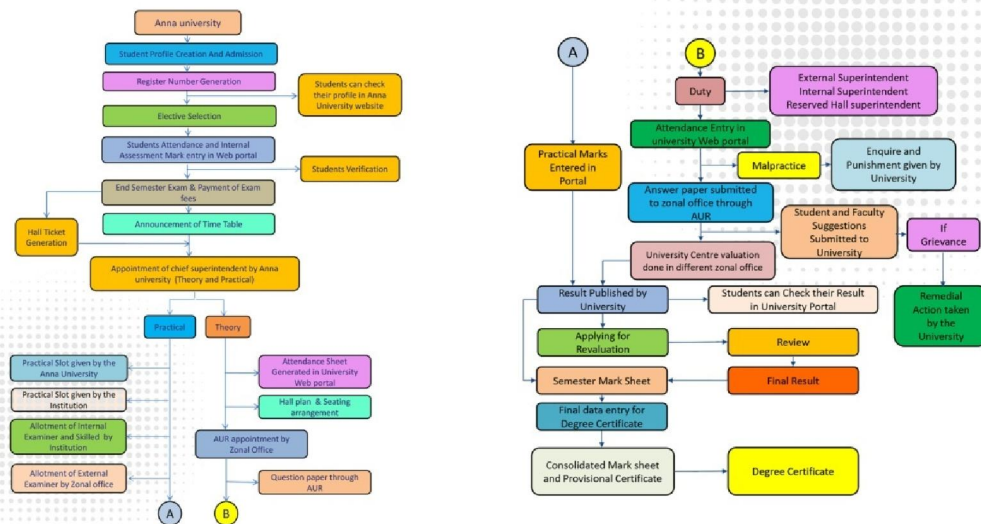 Anna university
Student Profile Creation And Admission
Register Number Generation
Students can check
their profile in Anna
University website
Elective Selection
Students Attendance and Internal
Assessment Mark entry in Web portal
Students Verification
End Semester Exam & Payment of Exam
fees
Hall Ticket
Generation
Announcement of Time Table
Appointment of chief superintendent by Anna
university (Theory and Practical)
Practical
Theory
Practical Slot given by the
Anna University
Attendance Sheet
Generated in University
Web portal
Practical Slot given by the
Institution
Hall plan & Seating
arrangement
Allotment of Internal
Examiner and Skilled by
Institution
AUR appointment by
Zonal Office
Allotment of External
Examiner by Zonal office
Question paper through
AUR
A
B
A
B
Duty
External Superintendent
Internal Superintendent
Reserved Hall superintendent
Attendance Entry in
university Web portal
Practical Marks
Entered in
Portal
Malpractice
Enquire and
Punishment given by
University
Answer paper submitted
to zonal office through
AUR
Student and Faculty
Suggestions
Submitted to
University
If
Grievance
University Centre valuation
done in different zonal office
Result Published by
University
Students can Check their Result
in University Portal
Remedial
Action taken
by the
University
Applying for
Revaluation
Review
Semester Mark Sheet
Final Result
Final data entry for
Degree Certificate
Consolidated Mark sheet
and Provisional Certificate
Degree Certificate